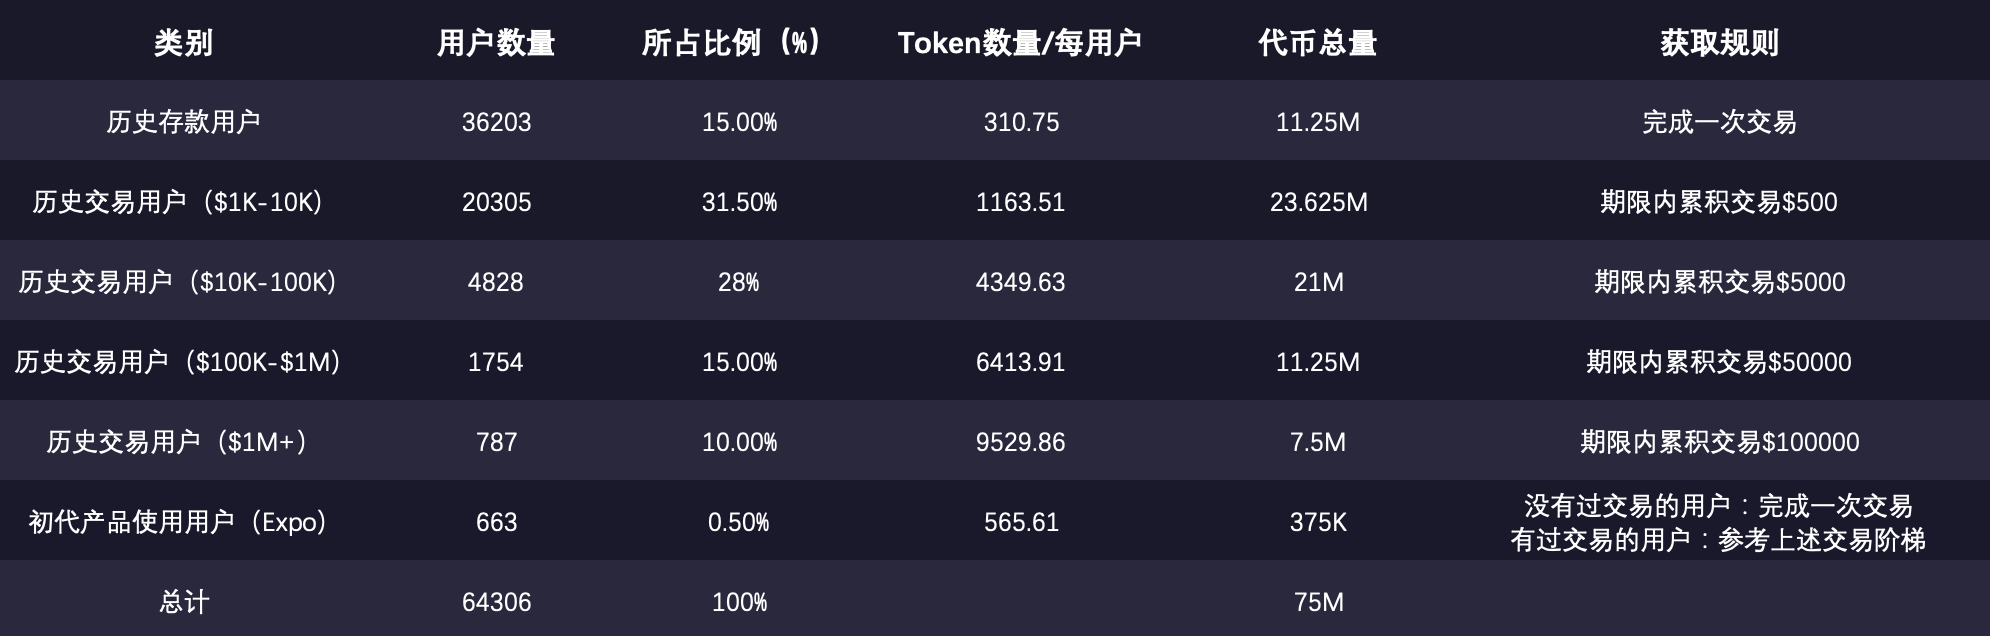 类别 用户数量 所占比例（%） Token数量/每用户 代币总量 获取规则
历史存款用户 36203 15.00% 310.75 11.25M 完成一次交易
历史交易用户（$1K-10K） 20305 31.50% 1163.51 23.625M 期限内累积交易$500
历史交易用户（$10K-100K） 4828 28% 4349.63 21M 期限内累积交易$5000
历史交易用户（$100K-$1M） 1754 15.00% 6413.91 11.25M 期限内累积交易$50000
历史交易用户（$1M+） 787 10.00% 9529.86 7.5M 期限内累积交易$100000
初代产品使用用户（Expo） 663 0.50% 565.61 375K 没有过交易的用户：完成一次交易
有过交易的用户：参考上述交易阶梯
总计 64306 100% 75M